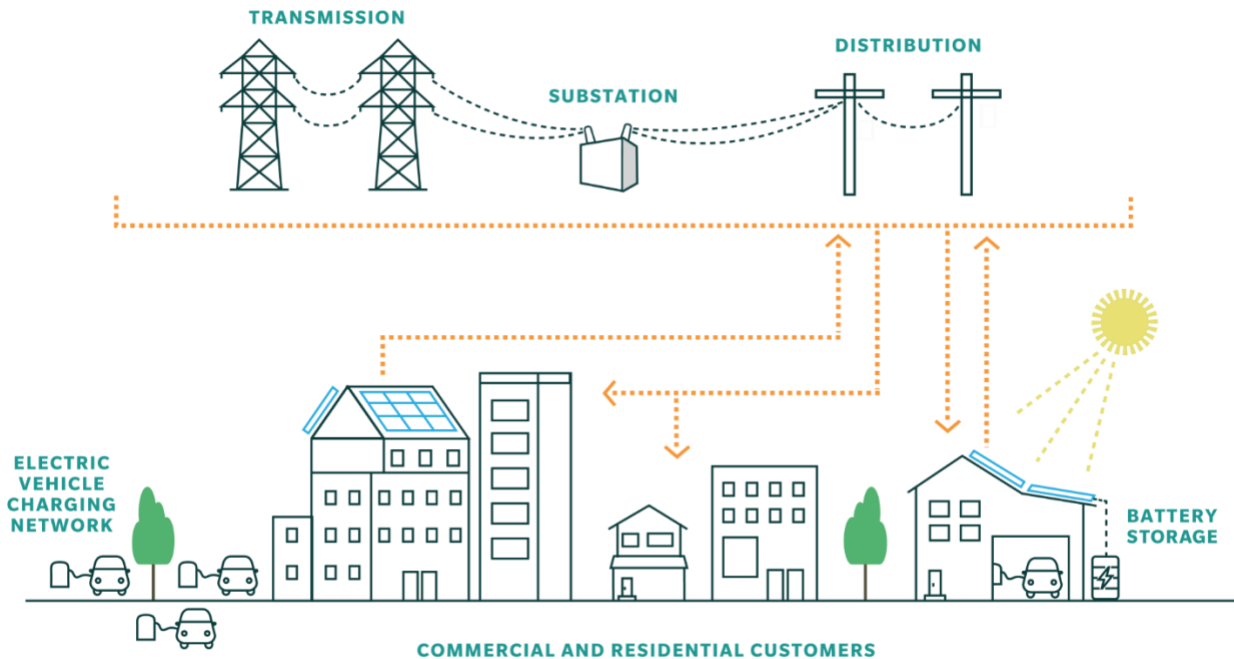 TRANSMISSION
DISTRIBUTION
SUBSTATION
ELECTRIC
VEHICLE
CHARGING
NETWORK
BATTERY
STORAGE
COMMERCIAL AND RESIDENTIAL CUSTOMERS